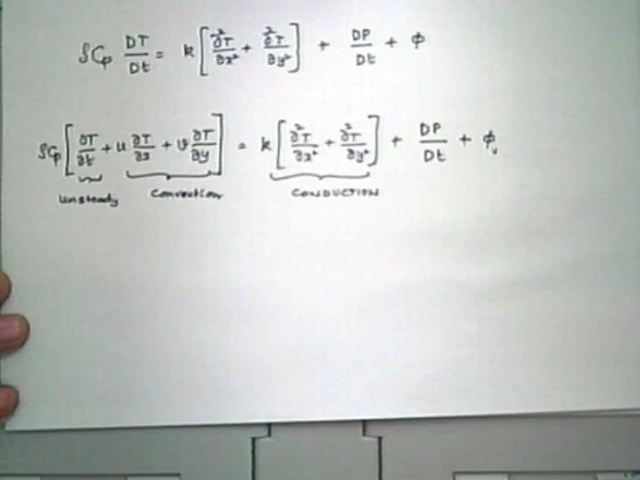 ρCp DT/Dt = k[∂²T/∂x² + ∂²T/∂y²] + DP/Dt + φ
ρCp[∂T/∂t + u ∂T/∂x + v ∂T/∂y] = k[∂²T/∂x² + ∂²T/∂y²] + DP/Dt + φ
unsteady convection CONDUCTION